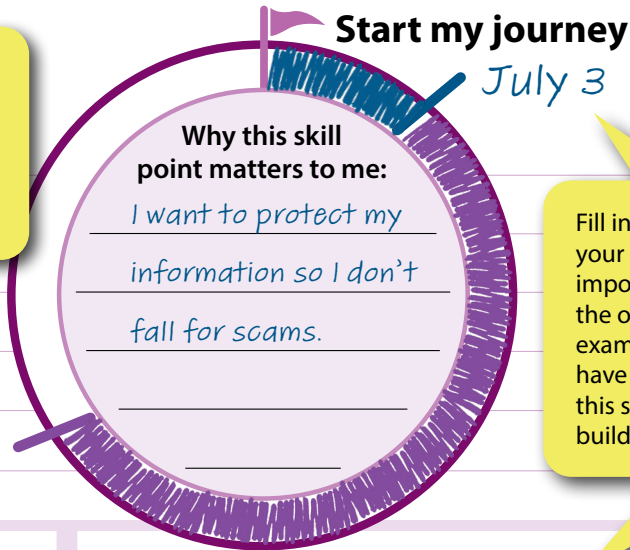 Start my journey
July 3
Why this skill
point matters to me:
I want to protect my
information so I don't
fall for scams.
Fill in
your
impo
the o
exam
have
this s
build